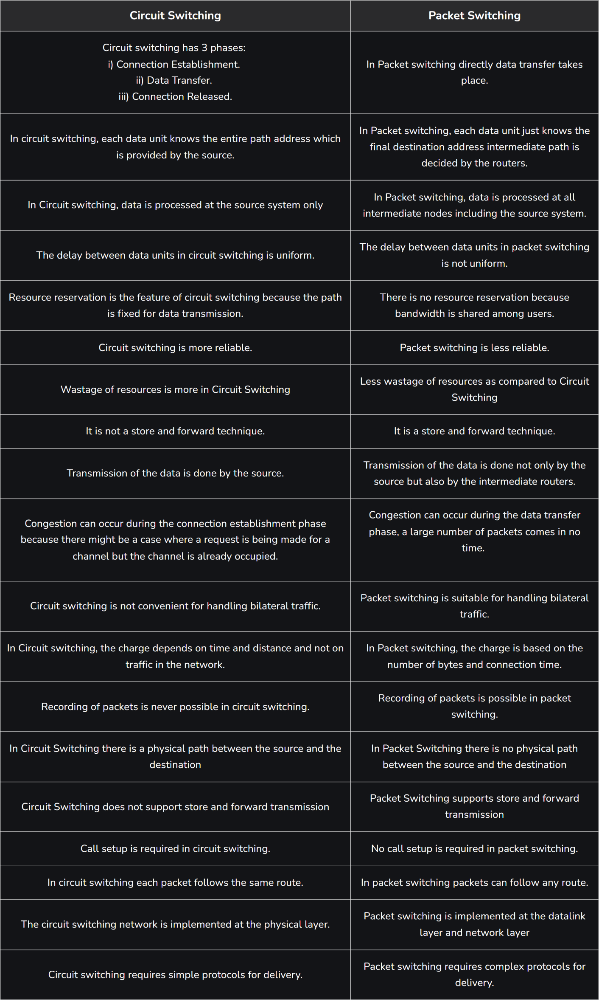 Circuit Switching
Packet Switching
Circuit switching has 3 phases:
i) Connection Establishment.
ii) Data Transfer.
iii) Connection Released.
In Packet switching directly data transfer takes
place.
In circuit switching, each data unit knows the entire path address which
is provided by the source.
In Packet switching, each data unit just knows the
final destination address intermediate path is
decided by the routers.
In Circuit switching, data is processed at the source system only
In Packet switching, data is processed at all
intermediate nodes including the source system.
The delay between data units in circuit switching is uniform.
The delay between data units in packet switching
is not uniform.
Resource reservation is the feature of circuit switching because the path
is fixed for data transmission.
There is no resource reservation because
bandwidth is shared among users.
Circuit switching is more reliable.
Packet switching is less reliable.
Wastage of resources is more in Circuit Switching
Less wastage of resources as compared to Circuit
Switching
It is not a store and forward technique.
It is a store and forward technique.
Transmission of the data is done by the source.
Transmission of the data is done not only by the
source but also by the intermediate routers.
Congestion can occur during the connection establishment phase
because there might be a case where a request is being made for a
channel but the channel is already occupied.
Congestion can occur during the data transfer
phase, a large number of packets comes in no
time.
Circuit switching is not convenient for handling bilateral traffic.
Packet switching is suitable for handling bilateral
traffic.
In Circuit switching, the charge depends on time and distance and not on
traffic in the network.
In Packet switching, the charge is based on the
number of bytes and connection time.
Recording of packets is never possible in circuit switching.
Recording of packets is possible in packet
switching.
In Circuit Switching there is a physical path between the source and the
destination
In Packet Switching there is no physical path
between the source and the destination
Circuit Switching does not support store and forward transmission
Packet Switching supports store and forward
transmission
Call setup is required in circuit switching.
No call setup is required in packet switching.
In circuit switching each packet follows the same route.
In packet switching packets can follow any route.
The circuit switching network is implemented at the physical layer.
Packet switching is implemented at the datalink
layer and network layer
Circuit switching requires simple protocols for delivery.
Packet switching requires complex protocols for
delivery.